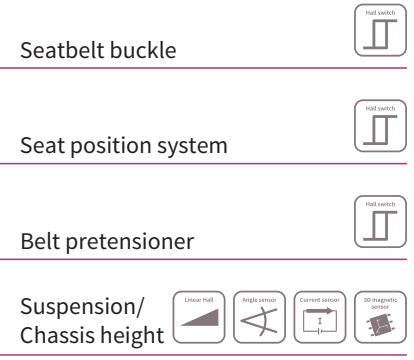 Hall switch
Seatbelt buckle
Hall switch
Seat position system
Hall switch
Belt pretensioner
Suspension/
Chassis height
Linear Hall
Angle sensor
Current sensor
I
3D magnetic
sensor